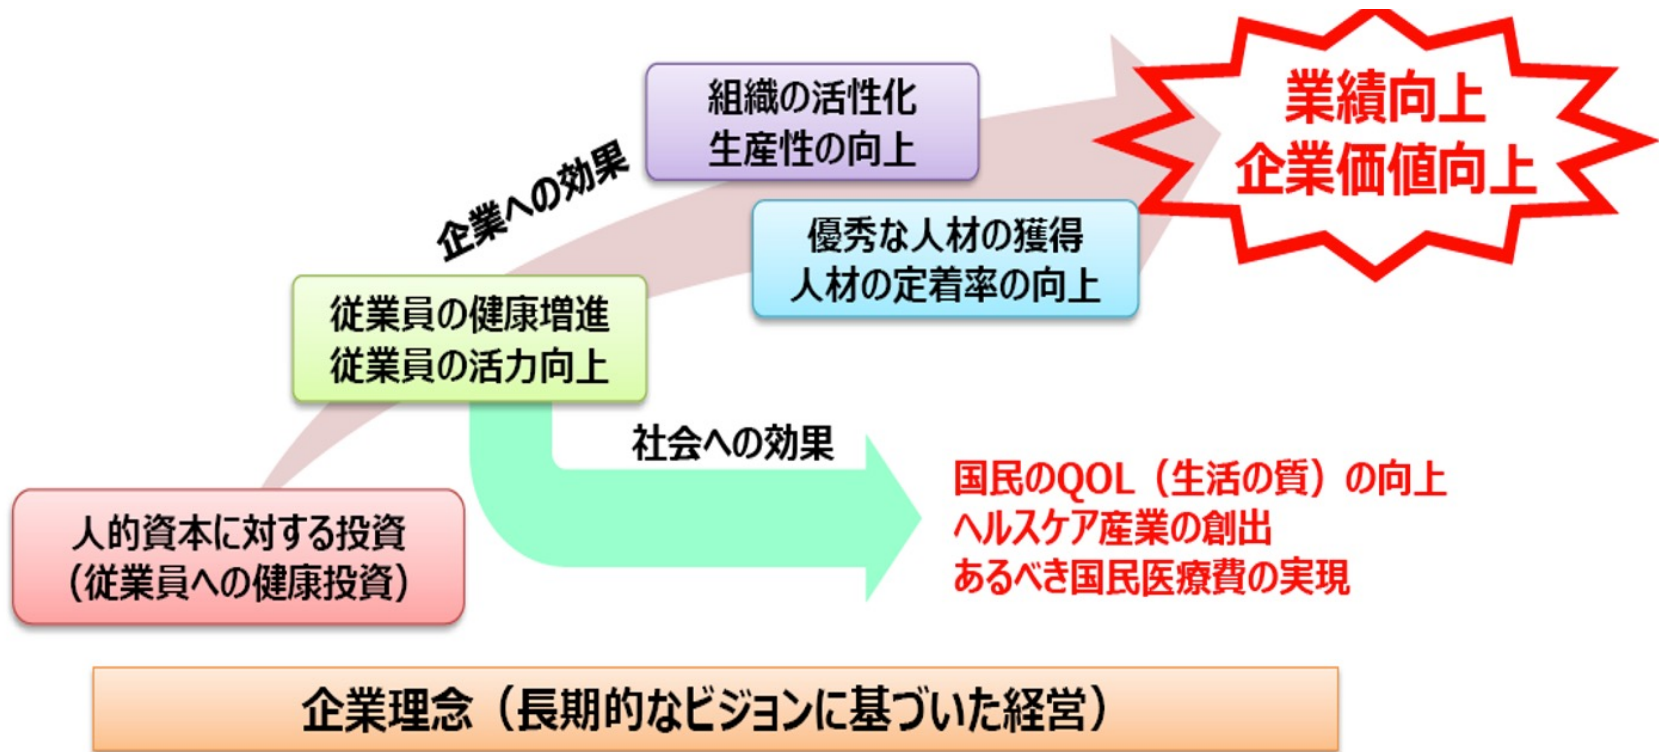 業績向上
企業価値向上
組織の活性化
生産性の向上
企業への効果
優秀な人材の獲得
人材の定着率の向上
従業員の健康増進
従業員の活力向上
社会への効果
国民のQOL（生活の質）の向上
ヘルスケア産業の創出
あるべき国民医療費の実現
人的資本に対する投資
（従業員への健康投資）
企業理念（長期的なビジョンに基づいた経営）